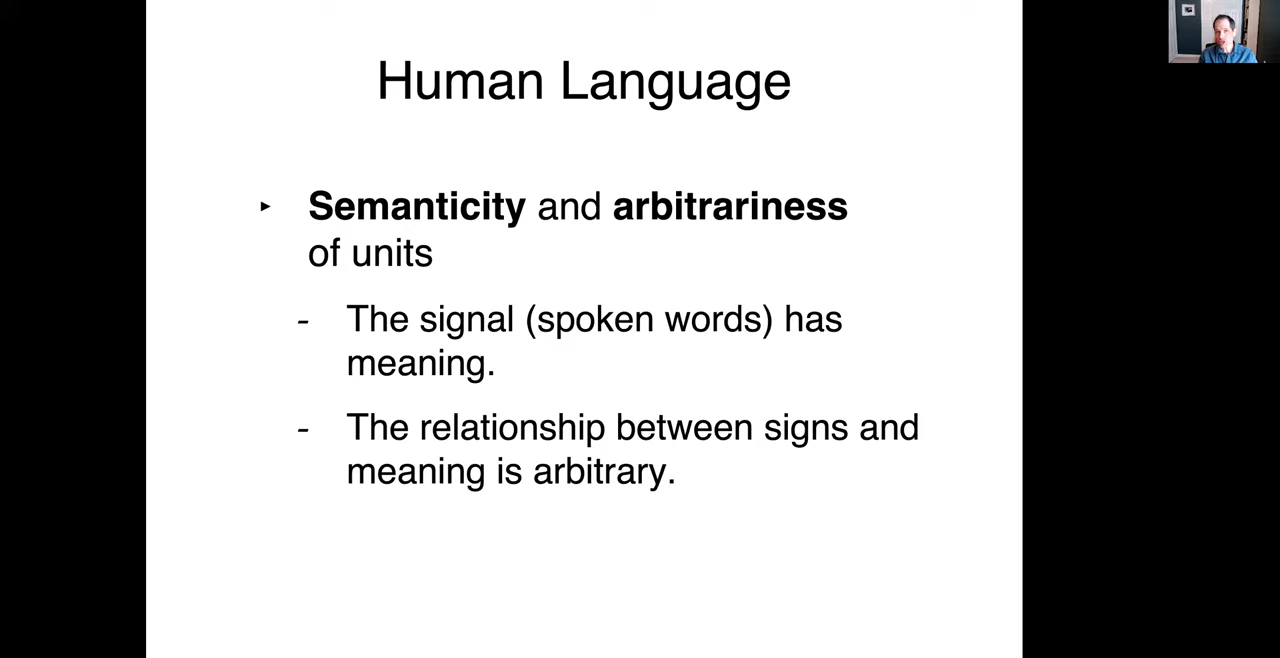 Human Language
‣ Semanticity and arbitrariness
of units
- The signal (spoken words) has
meaning.
- The relationship between signs and
meaning is arbitrary.